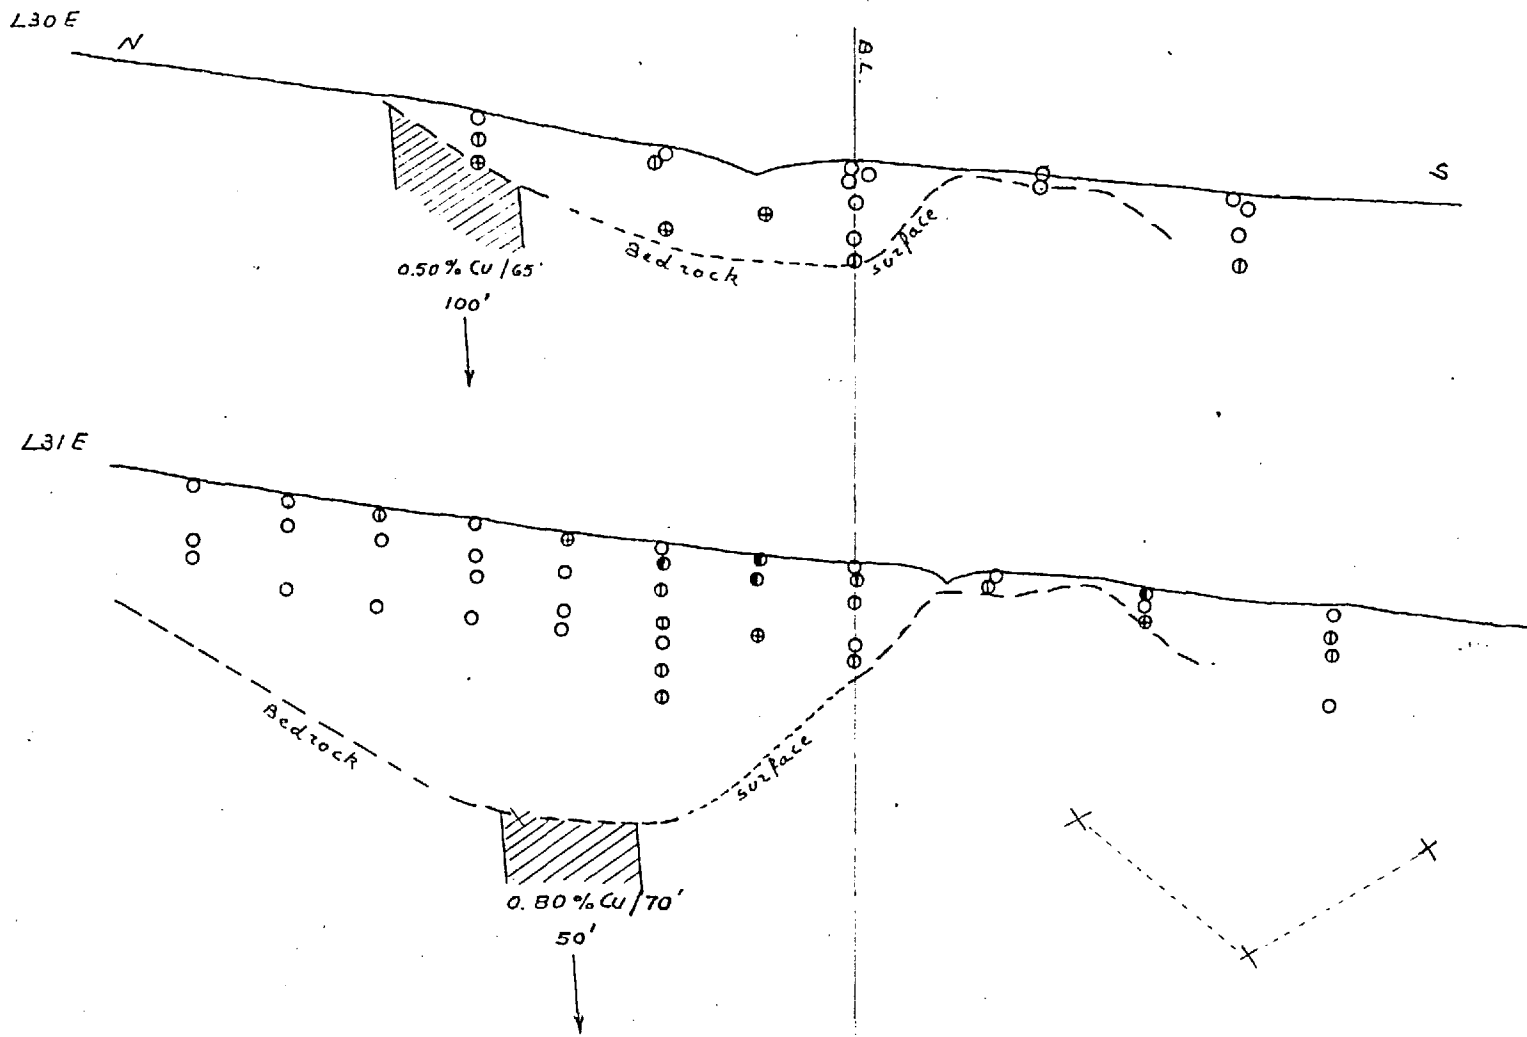 L30E
N
B.L.
S
Bedrock
surface
0.50% Cu/65'
100'
L31E
Bedrock
surface
0.80% Cu/70'
50'